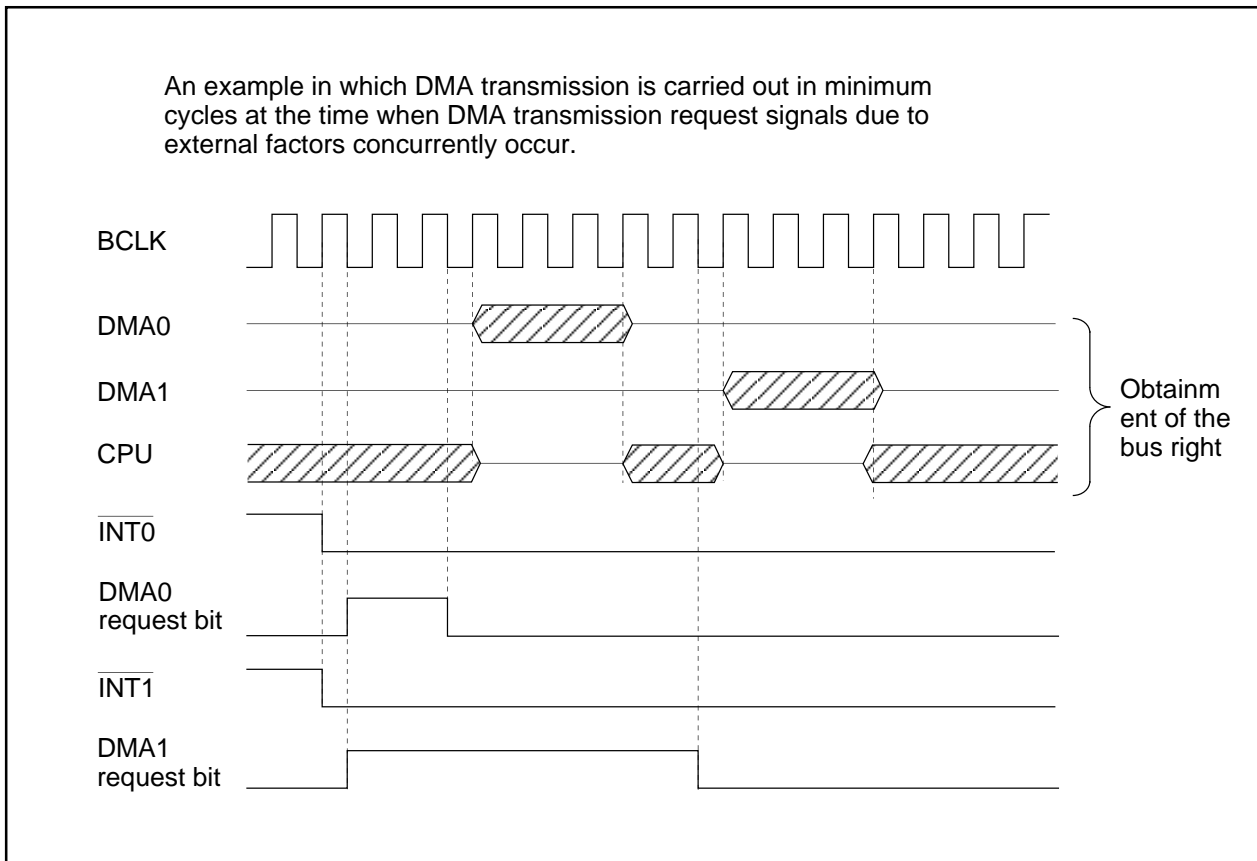 An example in which DMA transmission is carried out in minimum
cycles at the time when DMA transmission request signals due to
external factors concurrently occur.
BCLK
DMA0
DMA1
CPU
Obtainm
ent of the
bus right
INT0
DMA0
request bit
INT1
DMA1
request bit